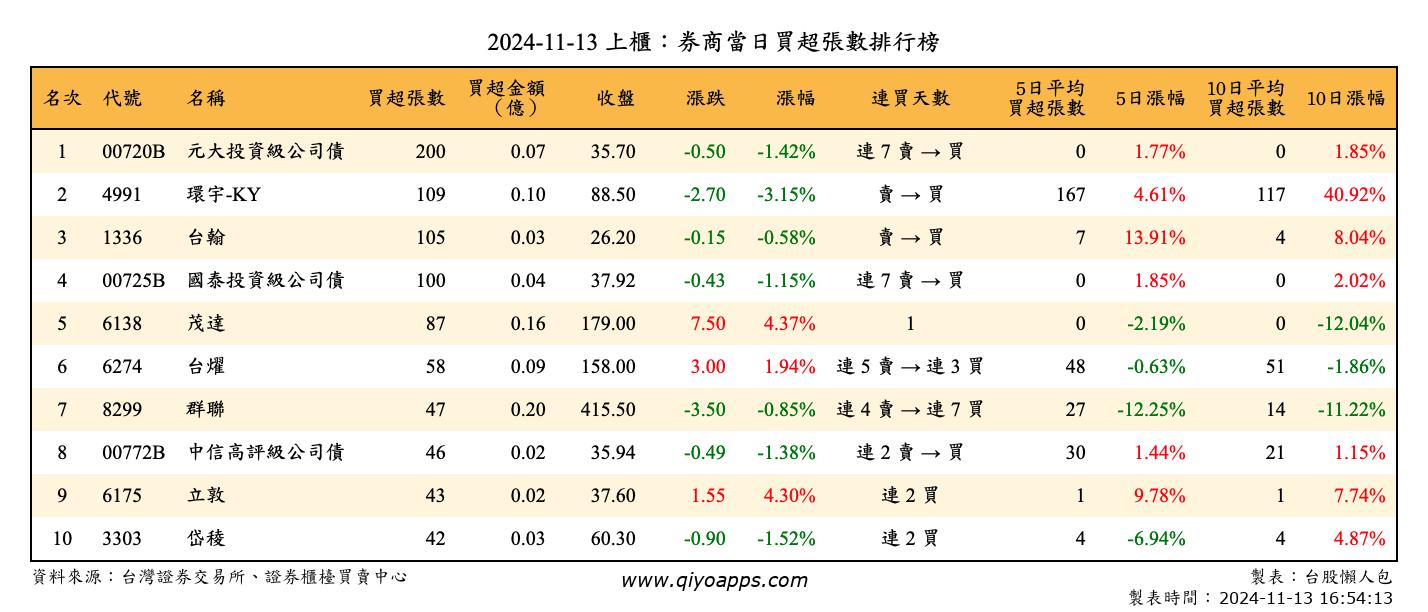 2024-11-13 上櫃：券商當日買超張數排行榜
名次 代號 名稱 買超張數 買超金額（億） 收盤 漲跌 漲幅 連買天數 5日平均買超張數 5日漲幅 10日平均買超張數 10日漲幅
1 00720B 元大投資級公司債 200 0.07 35.70 -0.50 -1.42% 連 7 賣 → 買 0 1.77% 0 1.85%
2 4991 環宇-KY 109 0.10 88.50 -2.70 -3.15% 賣 → 買 167 4.61% 117 40.92%
3 1336 台翰 105 0.03 26.20 -0.15 -0.58% 賣 → 買 7 13.91% 4 8.04%
4 00725B 國泰投資級公司債 100 0.04 37.92 -0.43 -1.15% 連 7 賣 → 買 0 1.85% 0 2.02%
5 6138 茂達 87 0.16 179.00 7.50 4.37% 1 0 -2.19% 0 -12.04%
6 6274 台燿 58 0.09 158.00 3.00 1.94% 連 5 賣 → 連 3 買 48 -0.63% 51 -1.86%
7 8299 群聯 47 0.20 415.50 -3.50 -0.85% 連 4 賣 → 連 7 買 27 -12.25% 14 -11.22%
8 00772B 中信高評級公司債 46 0.02 35.94 -0.49 -1.38% 連 2 賣 → 買 30 1.44% 21 1.15%
9 6175 立敦 43 0.02 37.60 1.55 4.30% 連 2 買 1 9.78% 1 7.74%
10 3303 岱稜 42 0.03 60.30 -0.90 -1.52% 連 2 買 4 -6.94% 4 4.87%
資料來源：台灣證券交易所、證券櫃檯買賣中心 www.qiyoapps.com 製表：台股懶人包
製表時間：2024-11-13 16:54:13